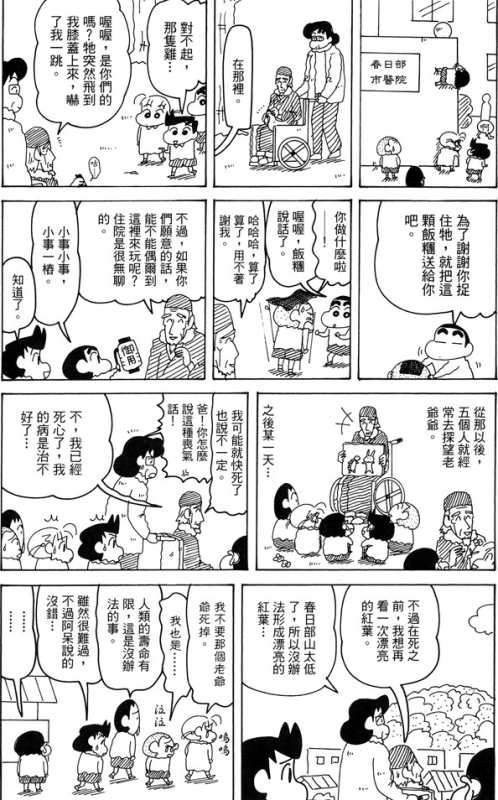 春日部
市醫院
在那裡。
對不起，
那隻雞…
喔喔，是你們的
嗎？牠突然飛到
我膝蓋上來，嚇
了我一跳。
為了謝謝你捉
住牠，就把這
顆飯糰送給你
吧。
你做什麼啦
——！
喔喔，飯糰
說話了。
哈哈哈，算了
算了，用不著
謝我。
不過，如果你
們願意的話，
能不能偶爾到
這裡來玩呢？
住院是很無聊
的。
御用
小事小事，
小事一樁。
知道了。
從那以後，
五個人就經
常去探望老
爺爺。
之後某一天…
我可能就快死了
也說不一定。
爸！你怎麼
說這種喪氣
話！
不，我已經
死心了，我
的病是治不
好了…
不過在死之
前，我想再
看一次漂亮
的紅葉。
春日部山太低
了，所以沒辦
法形成漂亮的
紅葉…
我不要那個老爺
爺死掉。
我也是……
嗚嗚
泣泣
人類的壽命有
限，這是沒辦
法的事。
雖然很難過，
不過阿呆說的
沒錯…
………